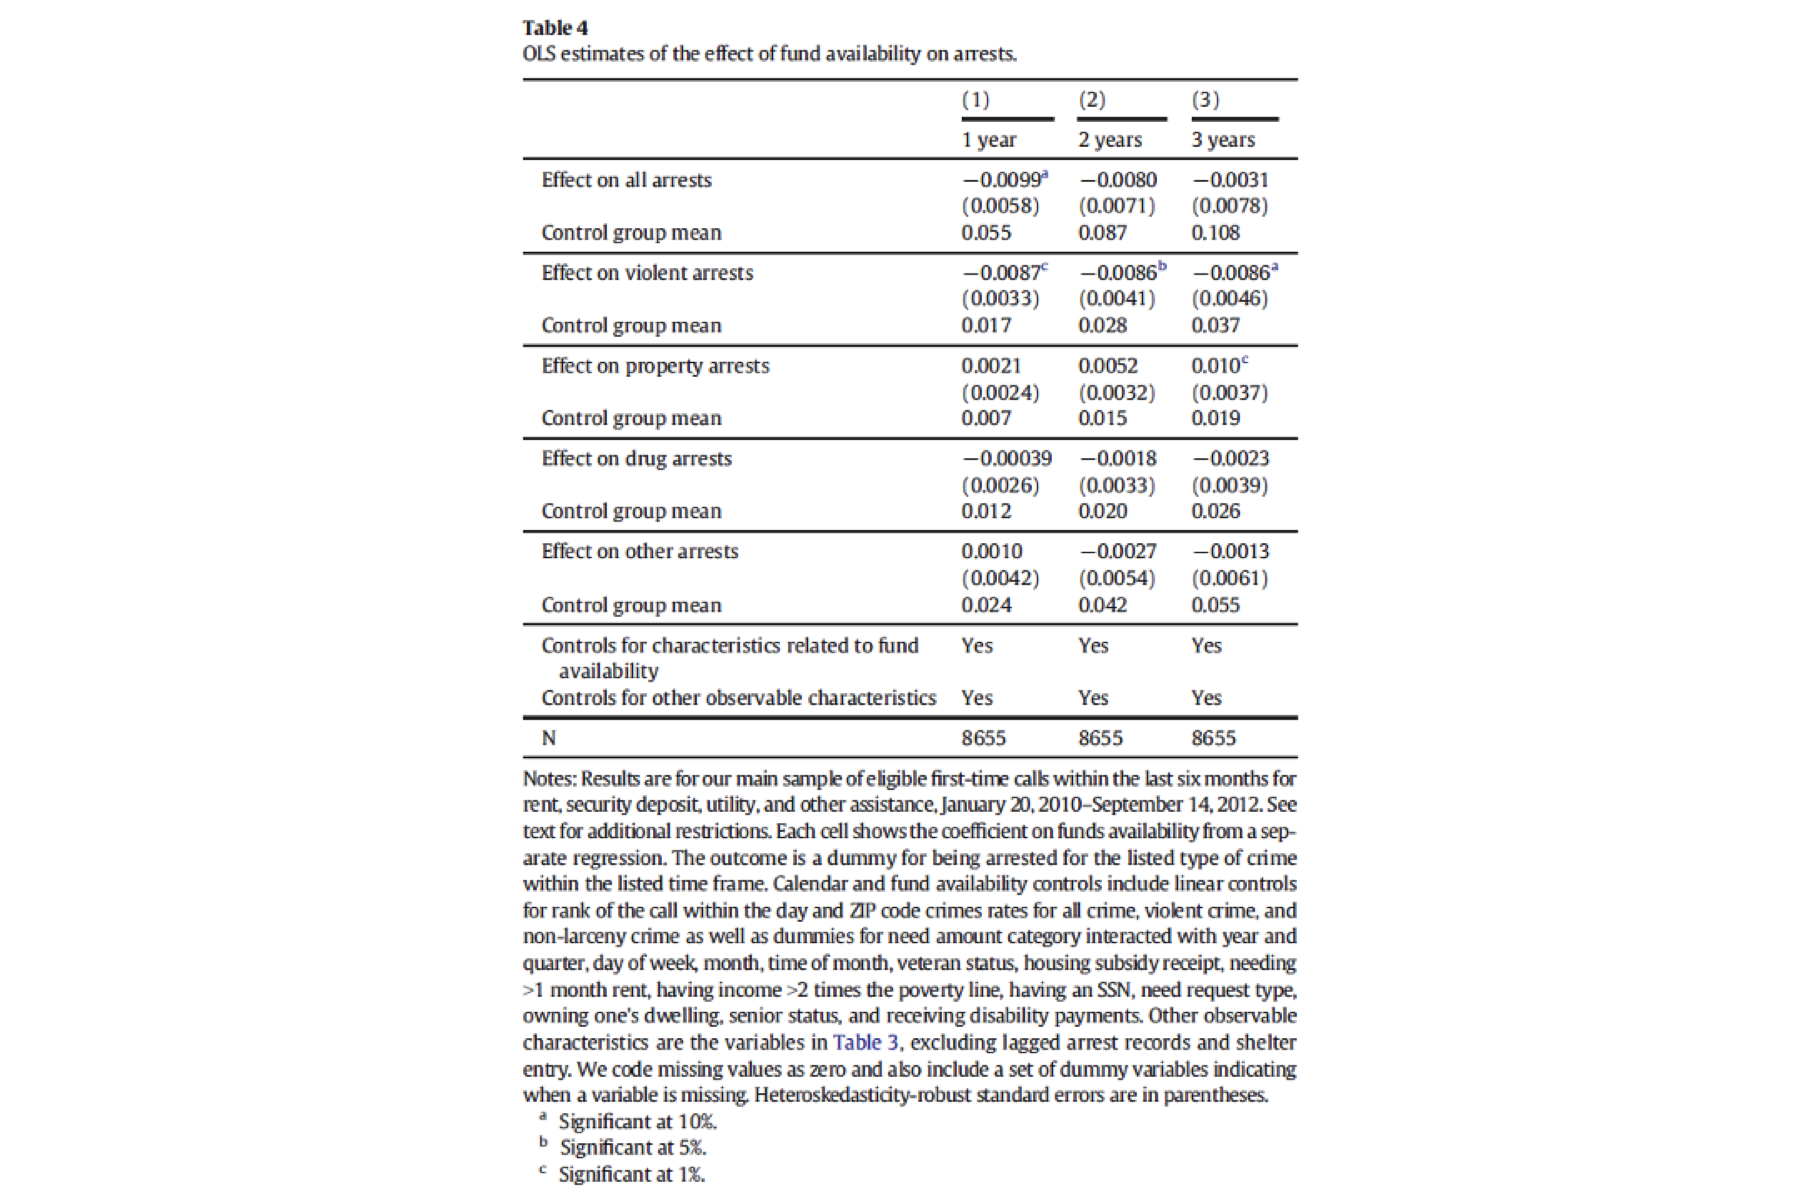 Table 4
OLS estimates of the effect of fund availability on arrests.
(1) (2) (3)
1 year 2 years 3 years
Effect on all arrests −0.0099a −0.0080 −0.0031
(0.0058) (0.0071) (0.0078)
Control group mean 0.055 0.087 0.108
Effect on violent arrests −0.0087c −0.0086b −0.0086a
(0.0033) (0.0041) (0.0046)
Control group mean 0.017 0.028 0.037
Effect on property arrests 0.0021 0.0052 0.010c
(0.0024) (0.0032) (0.0037)
Control group mean 0.007 0.015 0.019
Effect on drug arrests −0.00039 −0.0018 −0.0023
(0.0026) (0.0033) (0.0039)
Control group mean 0.012 0.020 0.026
Effect on other arrests 0.0010 −0.0027 −0.0013
(0.0042) (0.0054) (0.0061)
Control group mean 0.024 0.042 0.055
Controls for characteristics related to fund Yes Yes Yes
availability
Controls for other observable characteristics Yes Yes Yes
N 8655 8655 8655
Notes: Results are for our main sample of eligible first-time calls within the last six months for
rent, security deposit, utility, and other assistance, January 20, 2010–September 14, 2012. See
text for additional restrictions. Each cell shows the coefficient on funds availability from a sep-
arate regression. The outcome is a dummy for being arrested for the listed type of crime
within the listed time frame. Calendar and fund availability controls include linear controls
for rank of the call within the day and ZIP code crimes rates for all crime, violent crime, and
non-larceny crime as well as dummies for need amount category interacted with year and
quarter, day of week, month, time of month, veteran status, housing subsidy receipt, needing
>1 month rent, having income >2 times the poverty line, having an SSN, need request type,
owning one's dwelling, senior status, and receiving disability payments. Other observable
characteristics are the variables in Table 3, excluding lagged arrest records and shelter
entry. We code missing values as zero and also include a set of dummy variables indicating
when a variable is missing. Heteroskedasticity-robust standard errors are in parentheses.
a Significant at 10%.
b Significant at 5%.
c Significant at 1%.